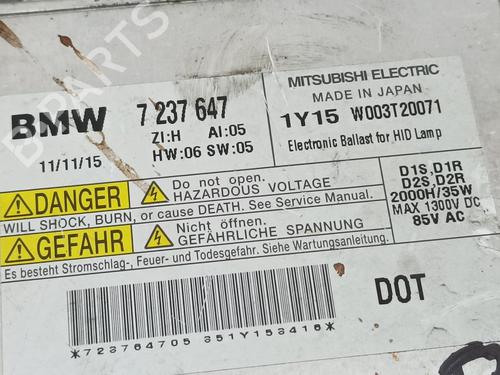 BMW 7 237 647
ZI:H AI:05
11/11/15 HW:06 SW:05
MITSUBISHI ELECTRIC
MADE IN JAPAN
1Y15 W003T20071
Electronic Ballast for HID Lamp
DANGER Do not open. HAZARDOUS VOLTAGE
WILL SHOCK, BURN, or cause DEATH. See Service Manual.
GEFAHR Nicht öffnen. GEFÄHRLICHE SPANNUNG
Es besteht Stromschlag-, Feuer- und Todesgefahr. Siehe Wartungsanleitung.
D1S,D1R
D2S,D2R
2000H/35W
MAX 1300V DC
85V AC
DOT
*723764705 351Y153416*
B-PARTS